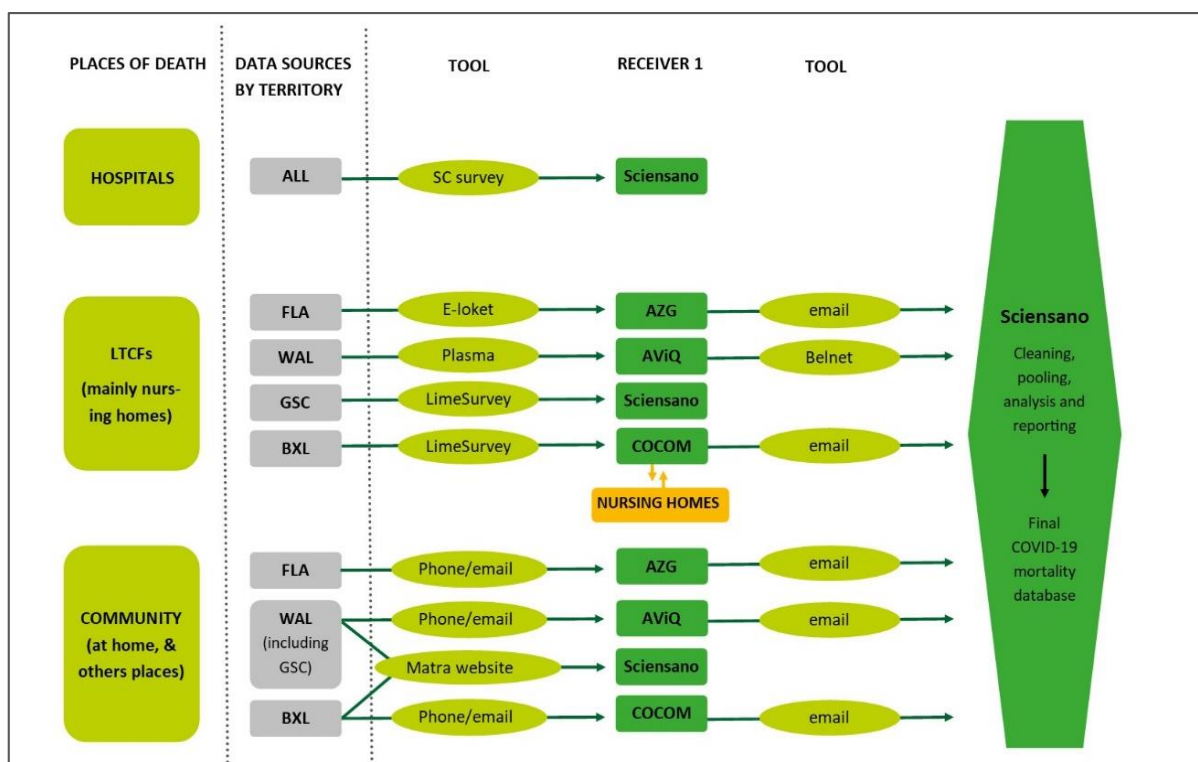 PLACES OF DEATH
DATA SOURCES
BY TERRITORY
TOOL
RECEIVER 1
TOOL
HOSPITALS
ALL
SC survey
Sciensano
LTCFs
(mainly nurs-
ing homes)
FLA
E-loket
AZG
email
WAL
Plasma
AViQ
Belnet
GSC
LimeSurvey
Sciensano
BXL
LimeSurvey
COCOM
email
NURSING HOMES
COMMUNITY
(at home, &
others places)
FLA
Phone/email
AZG
email
WAL
(including
GSC)
Phone/email
AViQ
email
Matra website
Sciensano
BXL
Phone/email
COCOM
email
Sciensano
Cleaning,
pooling,
analysis and
reporting
Final
COVID-19
mortality
database